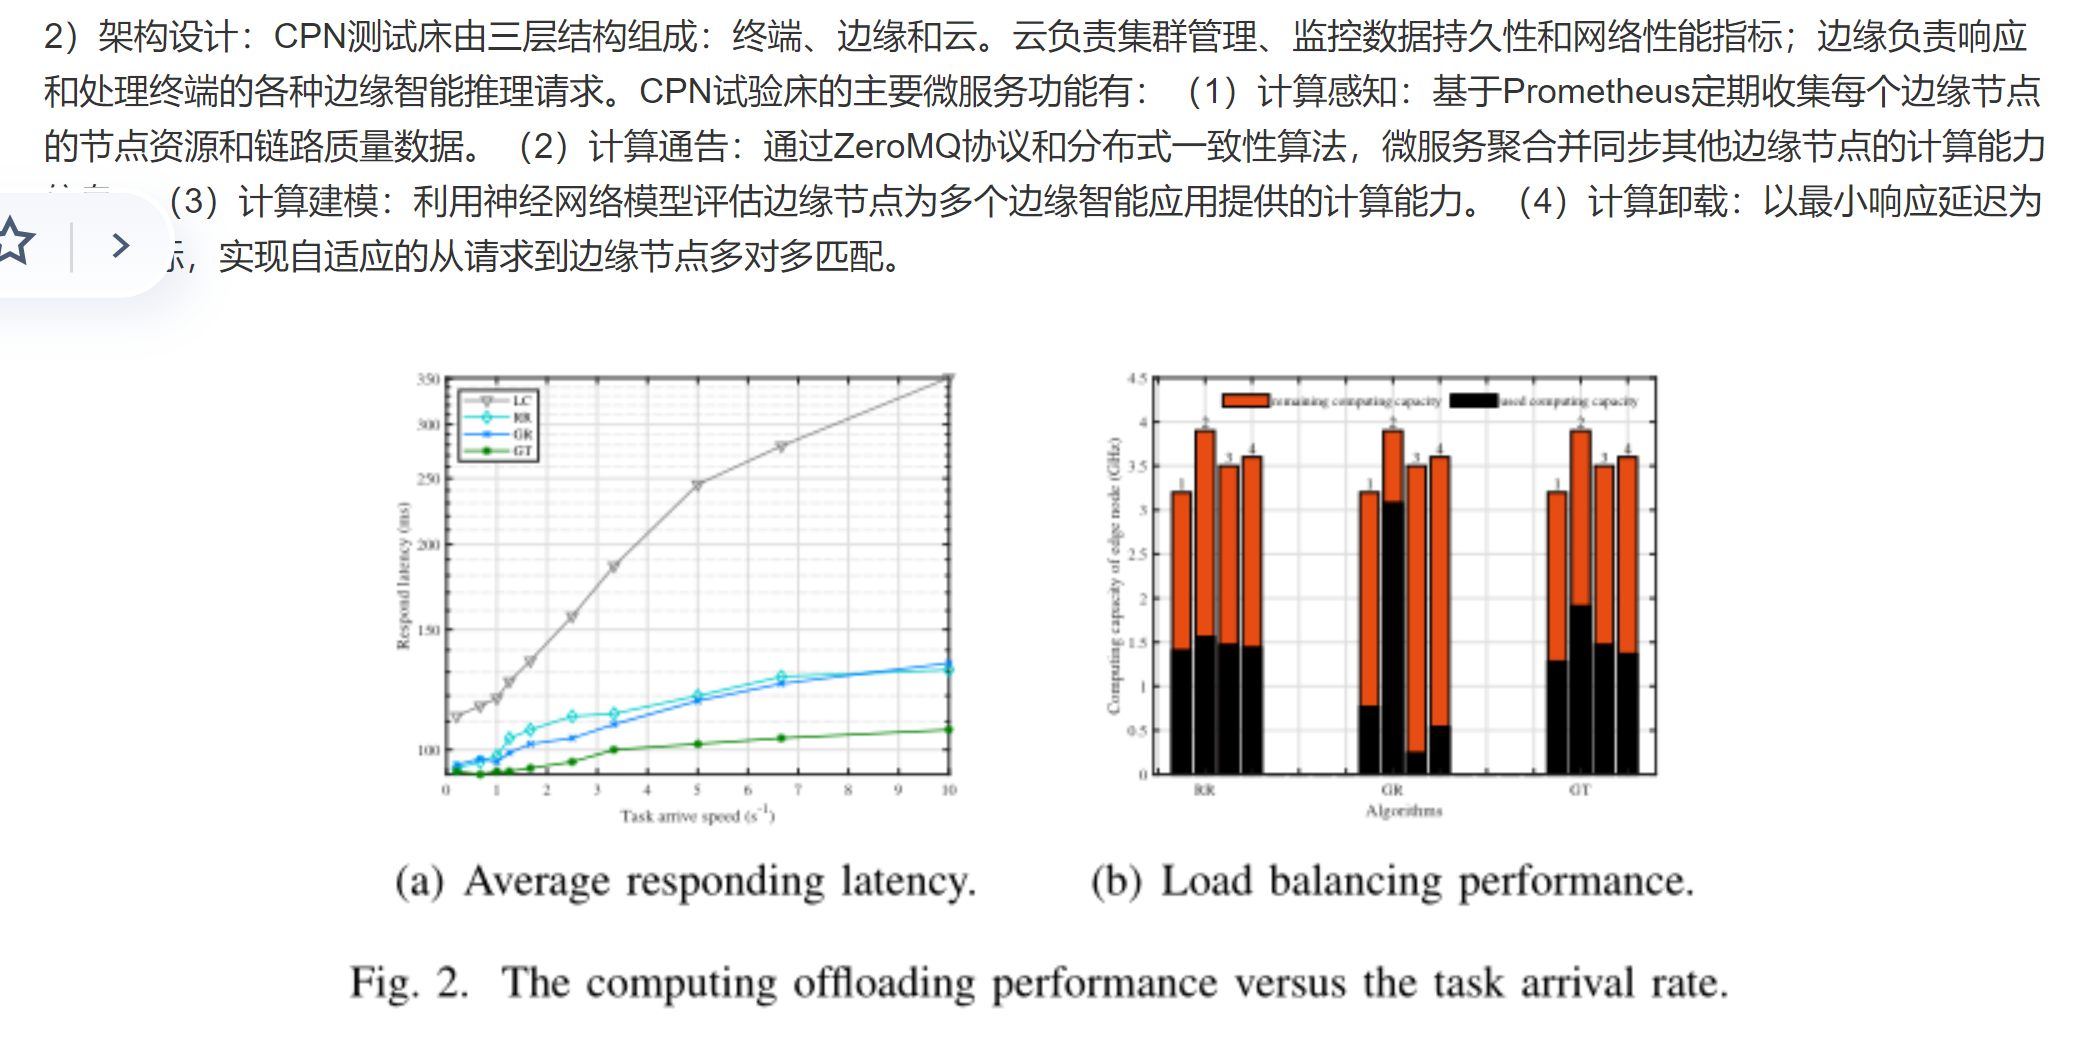 2）架构设计：CPN测试床由三层结构组成：终端、边缘和云。云负责集群管理、监控数据持久性和网络性能指标；边缘负责响应
和处理终端的各种边缘智能推理请求。CPN试验床的主要微服务功能有：（1）计算感知：基于Prometheus定期收集每个边缘节点
的节点资源和链路质量数据。（2）计算通告：通过ZeroMQ协议和分布式一致性算法，微服务聚合并同步其他边缘节点的计算能力
（3）计算建模：利用神经网络模型评估边缘节点为多个边缘智能应用提供的计算能力。（4）计算卸载：以最小响应延迟为
，实现自适应的从请求到边缘节点多对多匹配。
350
300
250
200
150
100
Respond latency (ms)
LC
RR
GR
GT
0 1 2 3 4 5 6 7 8 9 10
Task arrive speed (s⁻¹)
(a) Average responding latency.
4.5
4
3.5
3
2.5
2
1.5
1
0.5
0
Computing capacity of edge node (GHz)
remaining computing capacity used computing capacity
1 2 3 4 1 2 3 4 1 2 3 4
RR GR GT
Algorithms
(b) Load balancing performance.
Fig. 2. The computing offloading performance versus the task arrival rate.